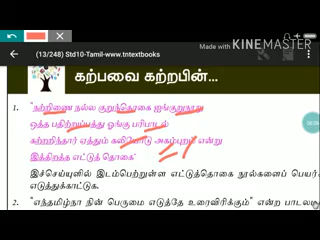 Made with KINEMASTER
(13/248) Std10-Tamil-www.tntextbooks
கற்பவை கற்றபின்...
1. "நற்றிணை நல்ல குறுந்தொகை ஐங்குறுநூறு
ஒத்த பதிற்றுப்பத்து ஓங்கு பரிபாடல்
கற்றறிந்தார் ஏத்தும் கலியோடு அகம்புறம் என்று
இத்திறத்த எட்டுத் தொகை"
இச்செய்யுளில் இடம்பெற்றுள்ள எட்டுத்தொகை நூல்களைப் பெயர்
எடுத்துக்காட்டுக.
2. "எந்தமிழ்நா நின் பெருமை எடுத்தே உரைவிரிக்கும்" என்ற பாடலடி